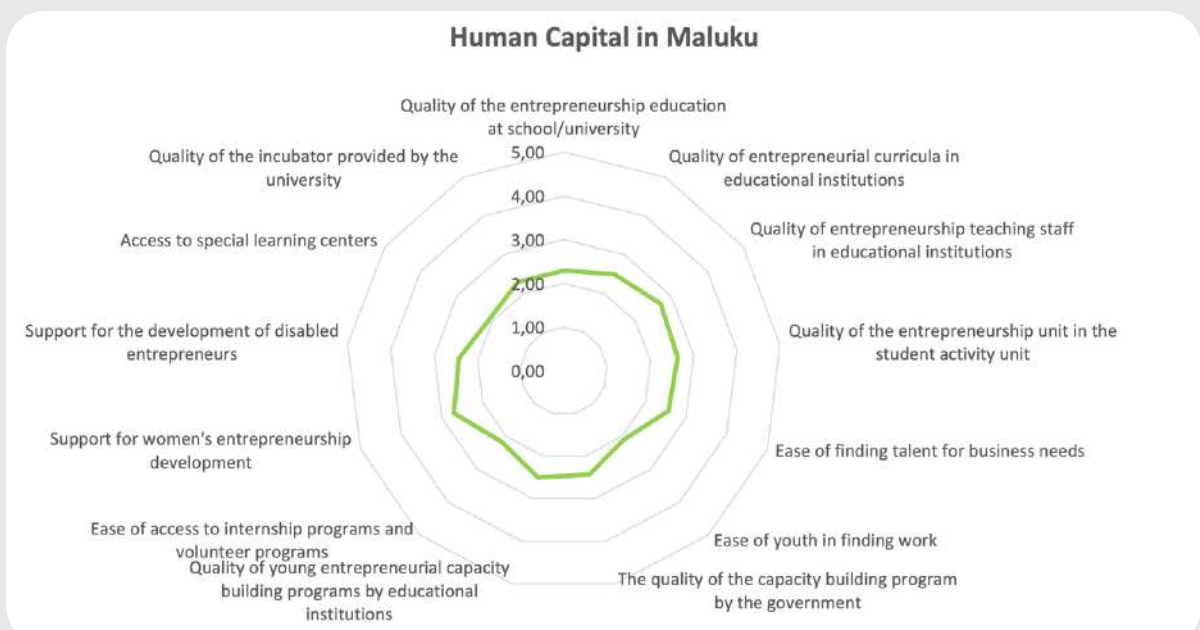 Human Capital in Maluku
Quality of the entrepreneurship education
at school/university
5,00
4,00
3,00
2,00
1,00
0,00
Quality of entrepreneurial curricula in
educational institutions
Quality of entrepreneurship teaching staff
in educational institutions
Quality of the entrepreneurship unit in the
student activity unit
Ease of finding talent for business needs
Ease of youth in finding work
The quality of the capacity building program
by the government
Quality of young entrepreneurial capacity
building programs by educational
institutions
Ease of access to internship programs and
volunteer programs
Support for women's entrepreneurship
development
Support for the development of disabled
entrepreneurs
Access to special learning centers
Quality of the incubator provided by the
university